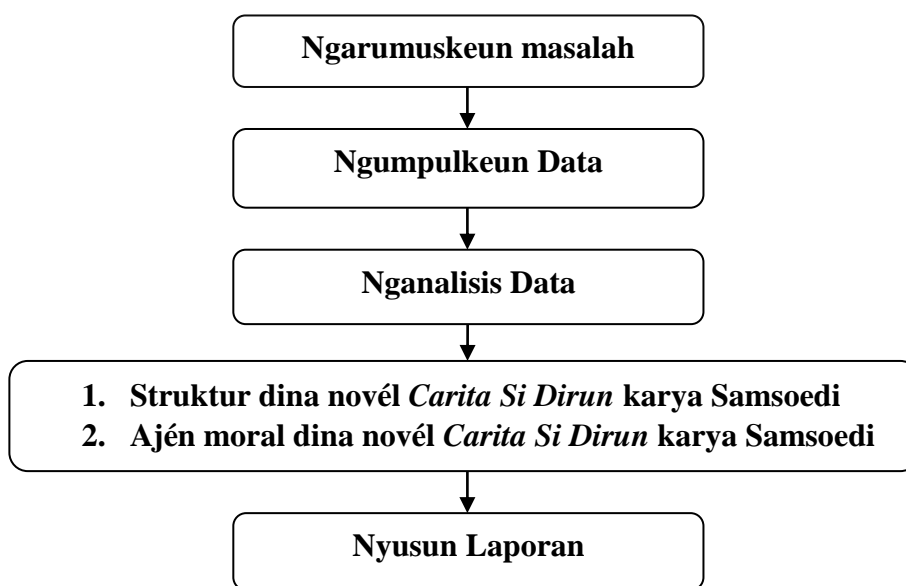 Ngarumuskeun masalah
Ngumpulkeun Data
Nganalisis Data
1. Struktur dina novél Carita Si Dirun karya Samsoedi
2. Ajén moral dina novél Carita Si Dirun karya Samsoedi
Nyusun Laporan